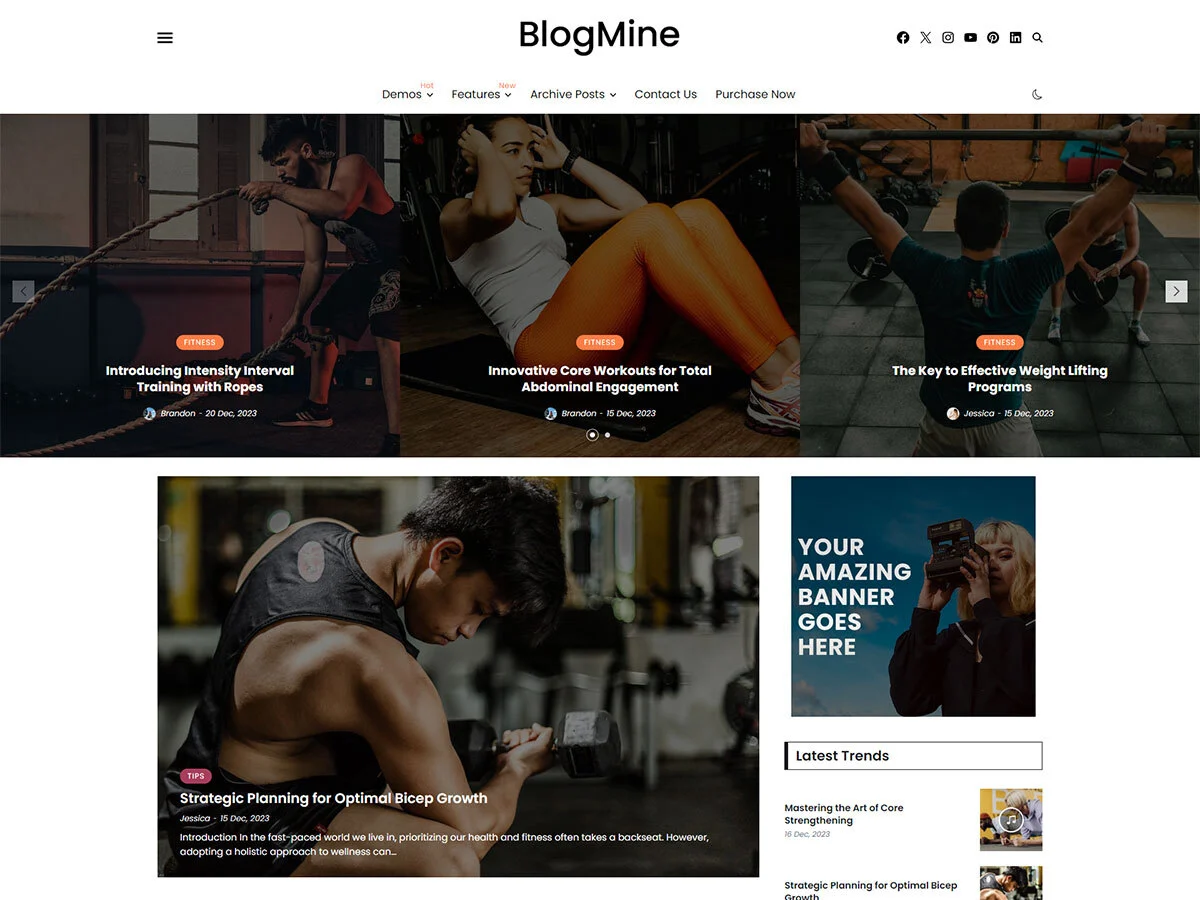 BlogMine
Hot
New
Demos
Features
Archive Posts
Contact Us
Purchase Now
FITNESS
Introducing Intensity Interval
Training with Ropes
Brandon - 20 Dec, 2023
FITNESS
Innovative Core Workouts for Total
Abdominal Engagement
Brandon - 15 Dec, 2023
FITNESS
The Key to Effective Weight Lifting
Programs
Jessica - 15 Dec, 2023
TIPS
Strategic Planning for Optimal Bicep Growth
Jessica - 15 Dec, 2023
Introduction In the fast-paced world we live in, prioritizing our health and fitness often takes a backseat. However,
adopting a holistic approach to wellness can...
YOUR
AMAZING
BANNER
GOES
HERE
Latest Trends
Mastering the Art of Core
Strengthening
16 Dec, 2023
Strategic Planning for Optimal Bicep
Growth